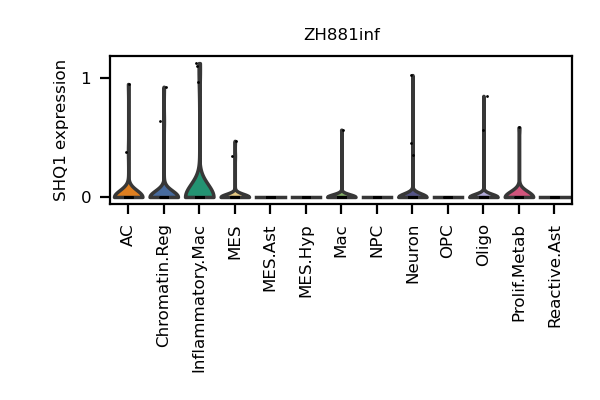 ZH881inf
SHQ1 expression
1
0
AC
Chromatin.Reg
Inflammatory.Mac
MES
MES.Ast
MES.Hyp
Mac
NPC
Neuron
OPC
Oligo
Prolif.Metab
Reactive.Ast